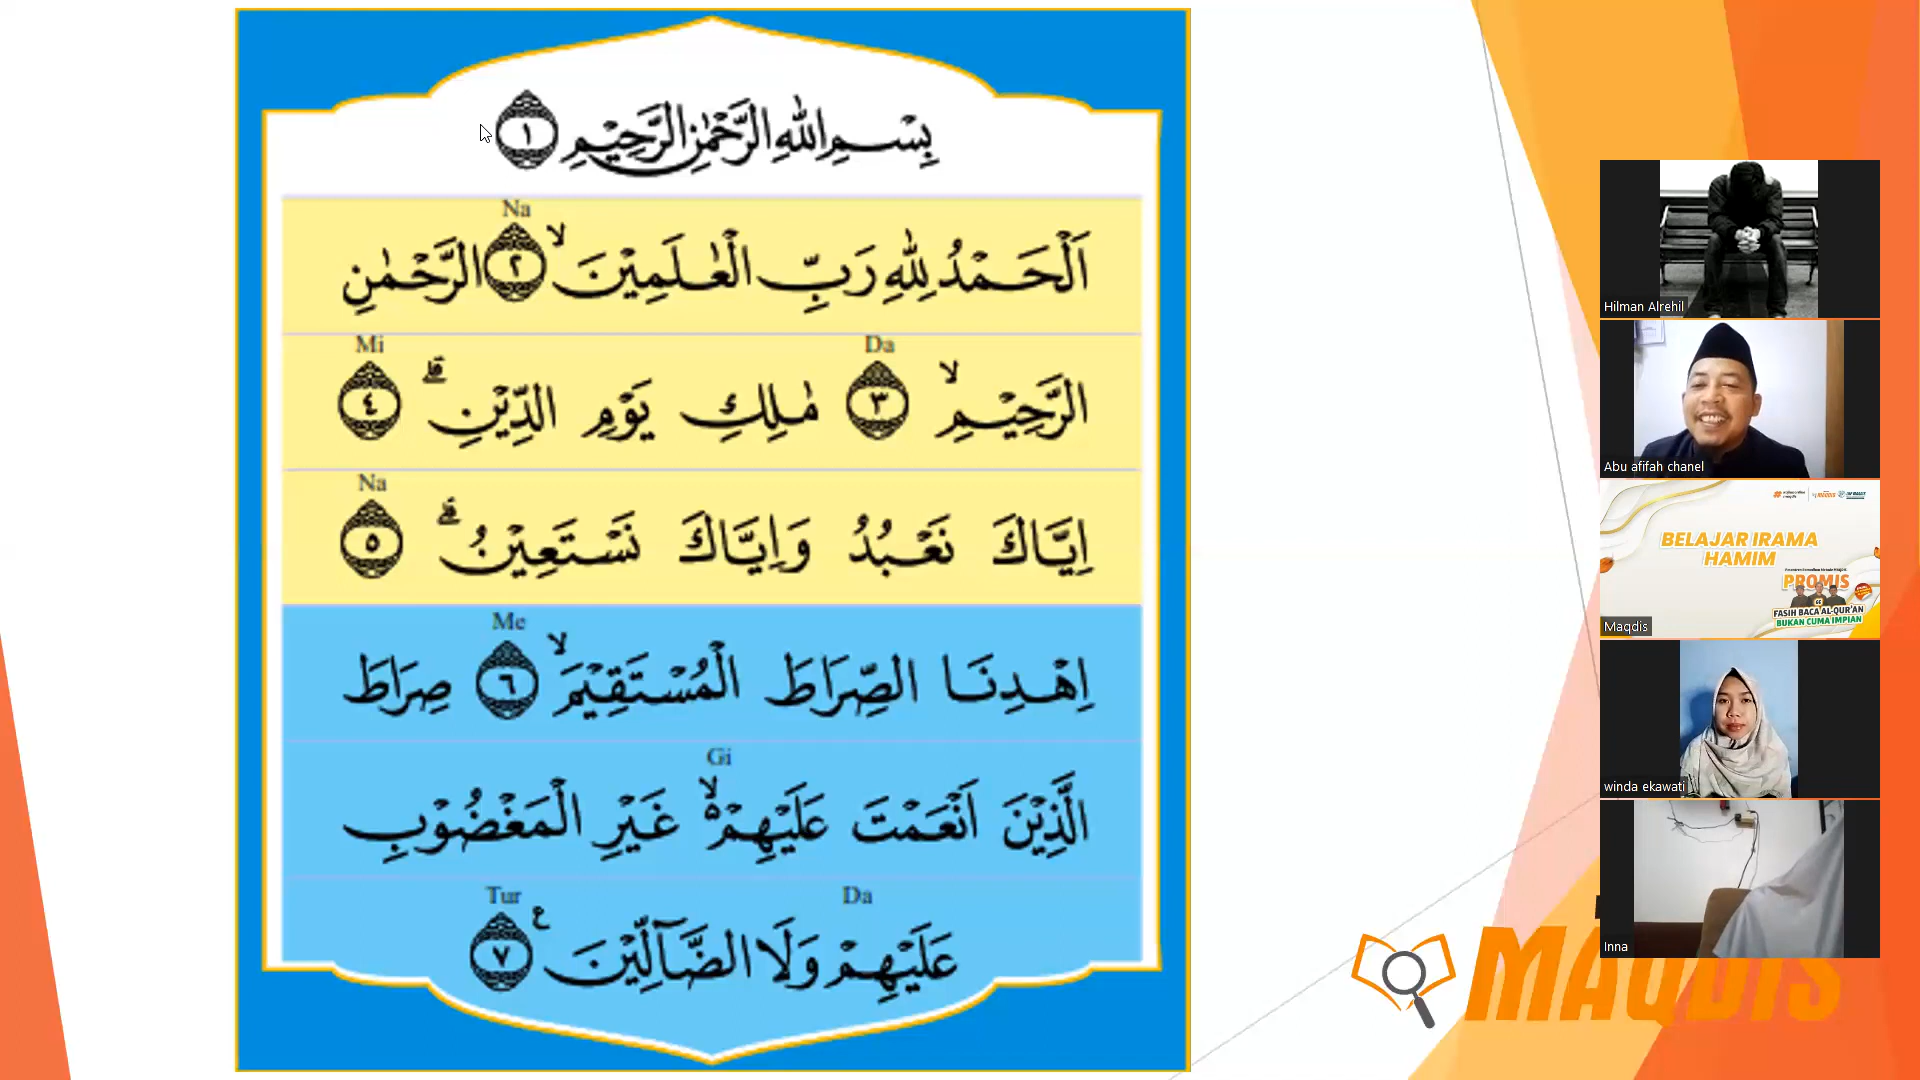 بِسْمِ اللّٰهِ الرَّحْمٰنِ الرَّحِيْمِ ١
Na
اَلْحَمْدُ لِلّٰهِ رَبِّ الْعٰلَمِيْنَ ۙ ٢ الرَّحْمٰنِ
Mi Da
الرَّحِيْمِ ۙ ٣ مٰلِكِ يَوْمِ الدِّيْنِ ۗ ٤
Na
اِيَّاكَ نَعْبُدُ وَاِيَّاكَ نَسْتَعِيْنُ ۗ ٥
Me
اِهْدِنَا الصِّرَاطَ الْمُسْتَقِيْمَ ۙ ٦ صِرَاطَ
Gi
الَّذِيْنَ اَنْعَمْتَ عَلَيْهِمْ ۙ۬ غَيْرِ الْمَغْضُوْبِ
Tur Da
عَلَيْهِمْ وَلَا الضَّاۤلِّيْنَ ࣖ ٧
Hilman Alrehil
Abu afifah chanel
BELAJAR IRAMA
HAMIM
PROMIS
FASIH BACA AL-QUR'AN
BUKAN CUMA IMPIAN
Maqdis
winda ekawati
Inna
MAQDIS